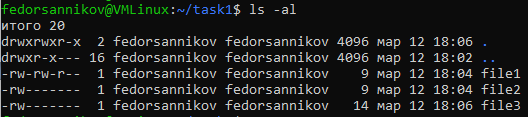 fedorsannikov@VMLinux:~/task1$ ls -al
итого 20
drwxrwxr-x  2 fedorsannikov fedorsannikov 4096 мар 12 18:06 .
drwxr-x--- 16 fedorsannikov fedorsannikov 4096 мар 12 18:02 ..
-rw-rw-r--  1 fedorsannikov fedorsannikov    9 мар 12 18:04 file1
-rw-------  1 fedorsannikov fedorsannikov    9 мар 12 18:04 file2
-rw-------  1 fedorsannikov fedorsannikov   14 мар 12 18:06 file3